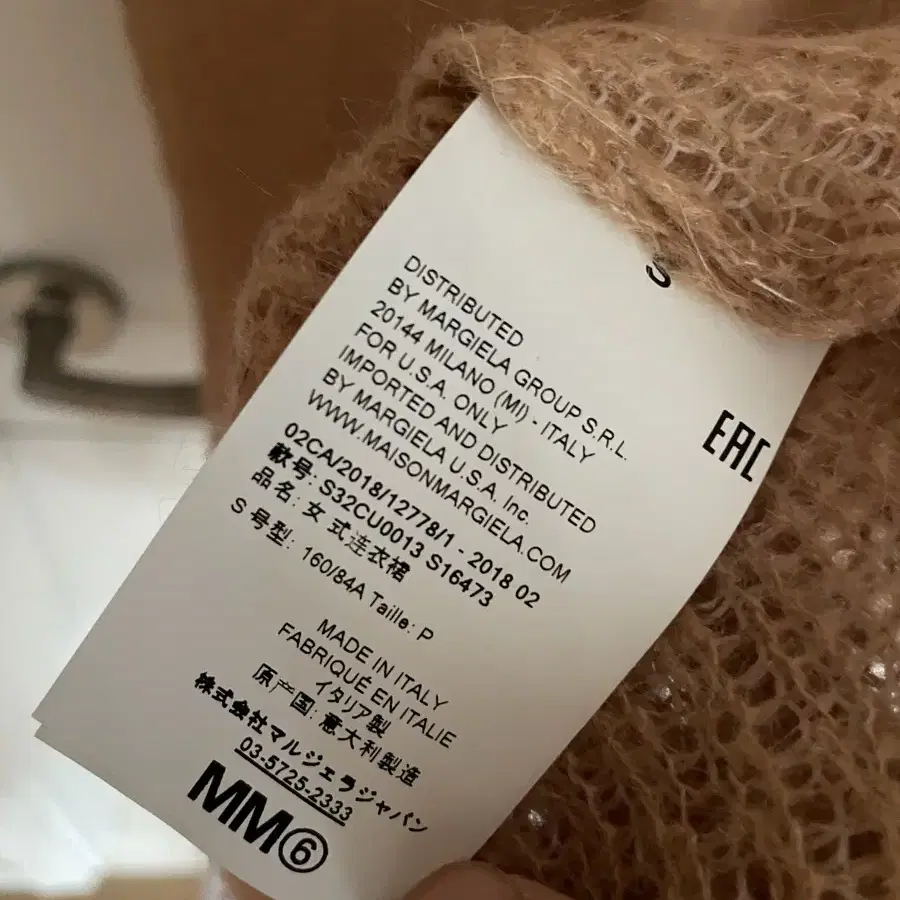 S
EAC
DISTRIBUTED
BY MARGIELA GROUP S.R.L.
20144 MILANO (MI) - ITALY
FOR U.S.A. ONLY
IMPORTED AND DISTRIBUTED
BY MARGIELA U.S.A. Inc.
WWW.MAISONMARGIELA.COM
02CA/2018/12778/1 - 2018 02
款号: S32CU0013 S16473
品名: 女 式连衣裙
S 号型: 160/84A Taille: P
MADE IN ITALY
FABRIQUÉ EN ITALIE
イタリア製
原产国: 意大利製造
株式会社マルジェラジャパン
03-5725-2333
MM⑥